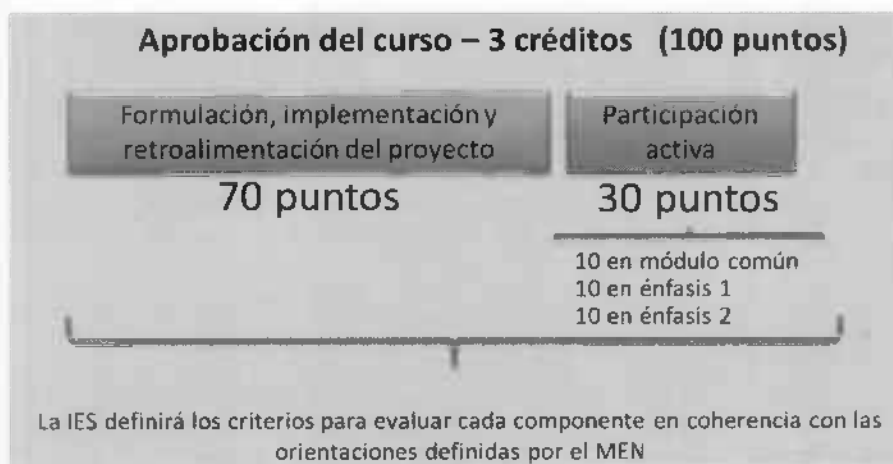 Aprobación del curso – 3 créditos (100 puntos)
Formulación, implementación y
retroalimentación del proyecto
Participación
activa
70 puntos
30 puntos
10 en módulo común
10 en énfasis 1
10 en énfasis 2
La IES definirá los criterios para evaluar cada componente en coherencia con las
orientaciones definidas por el MEN